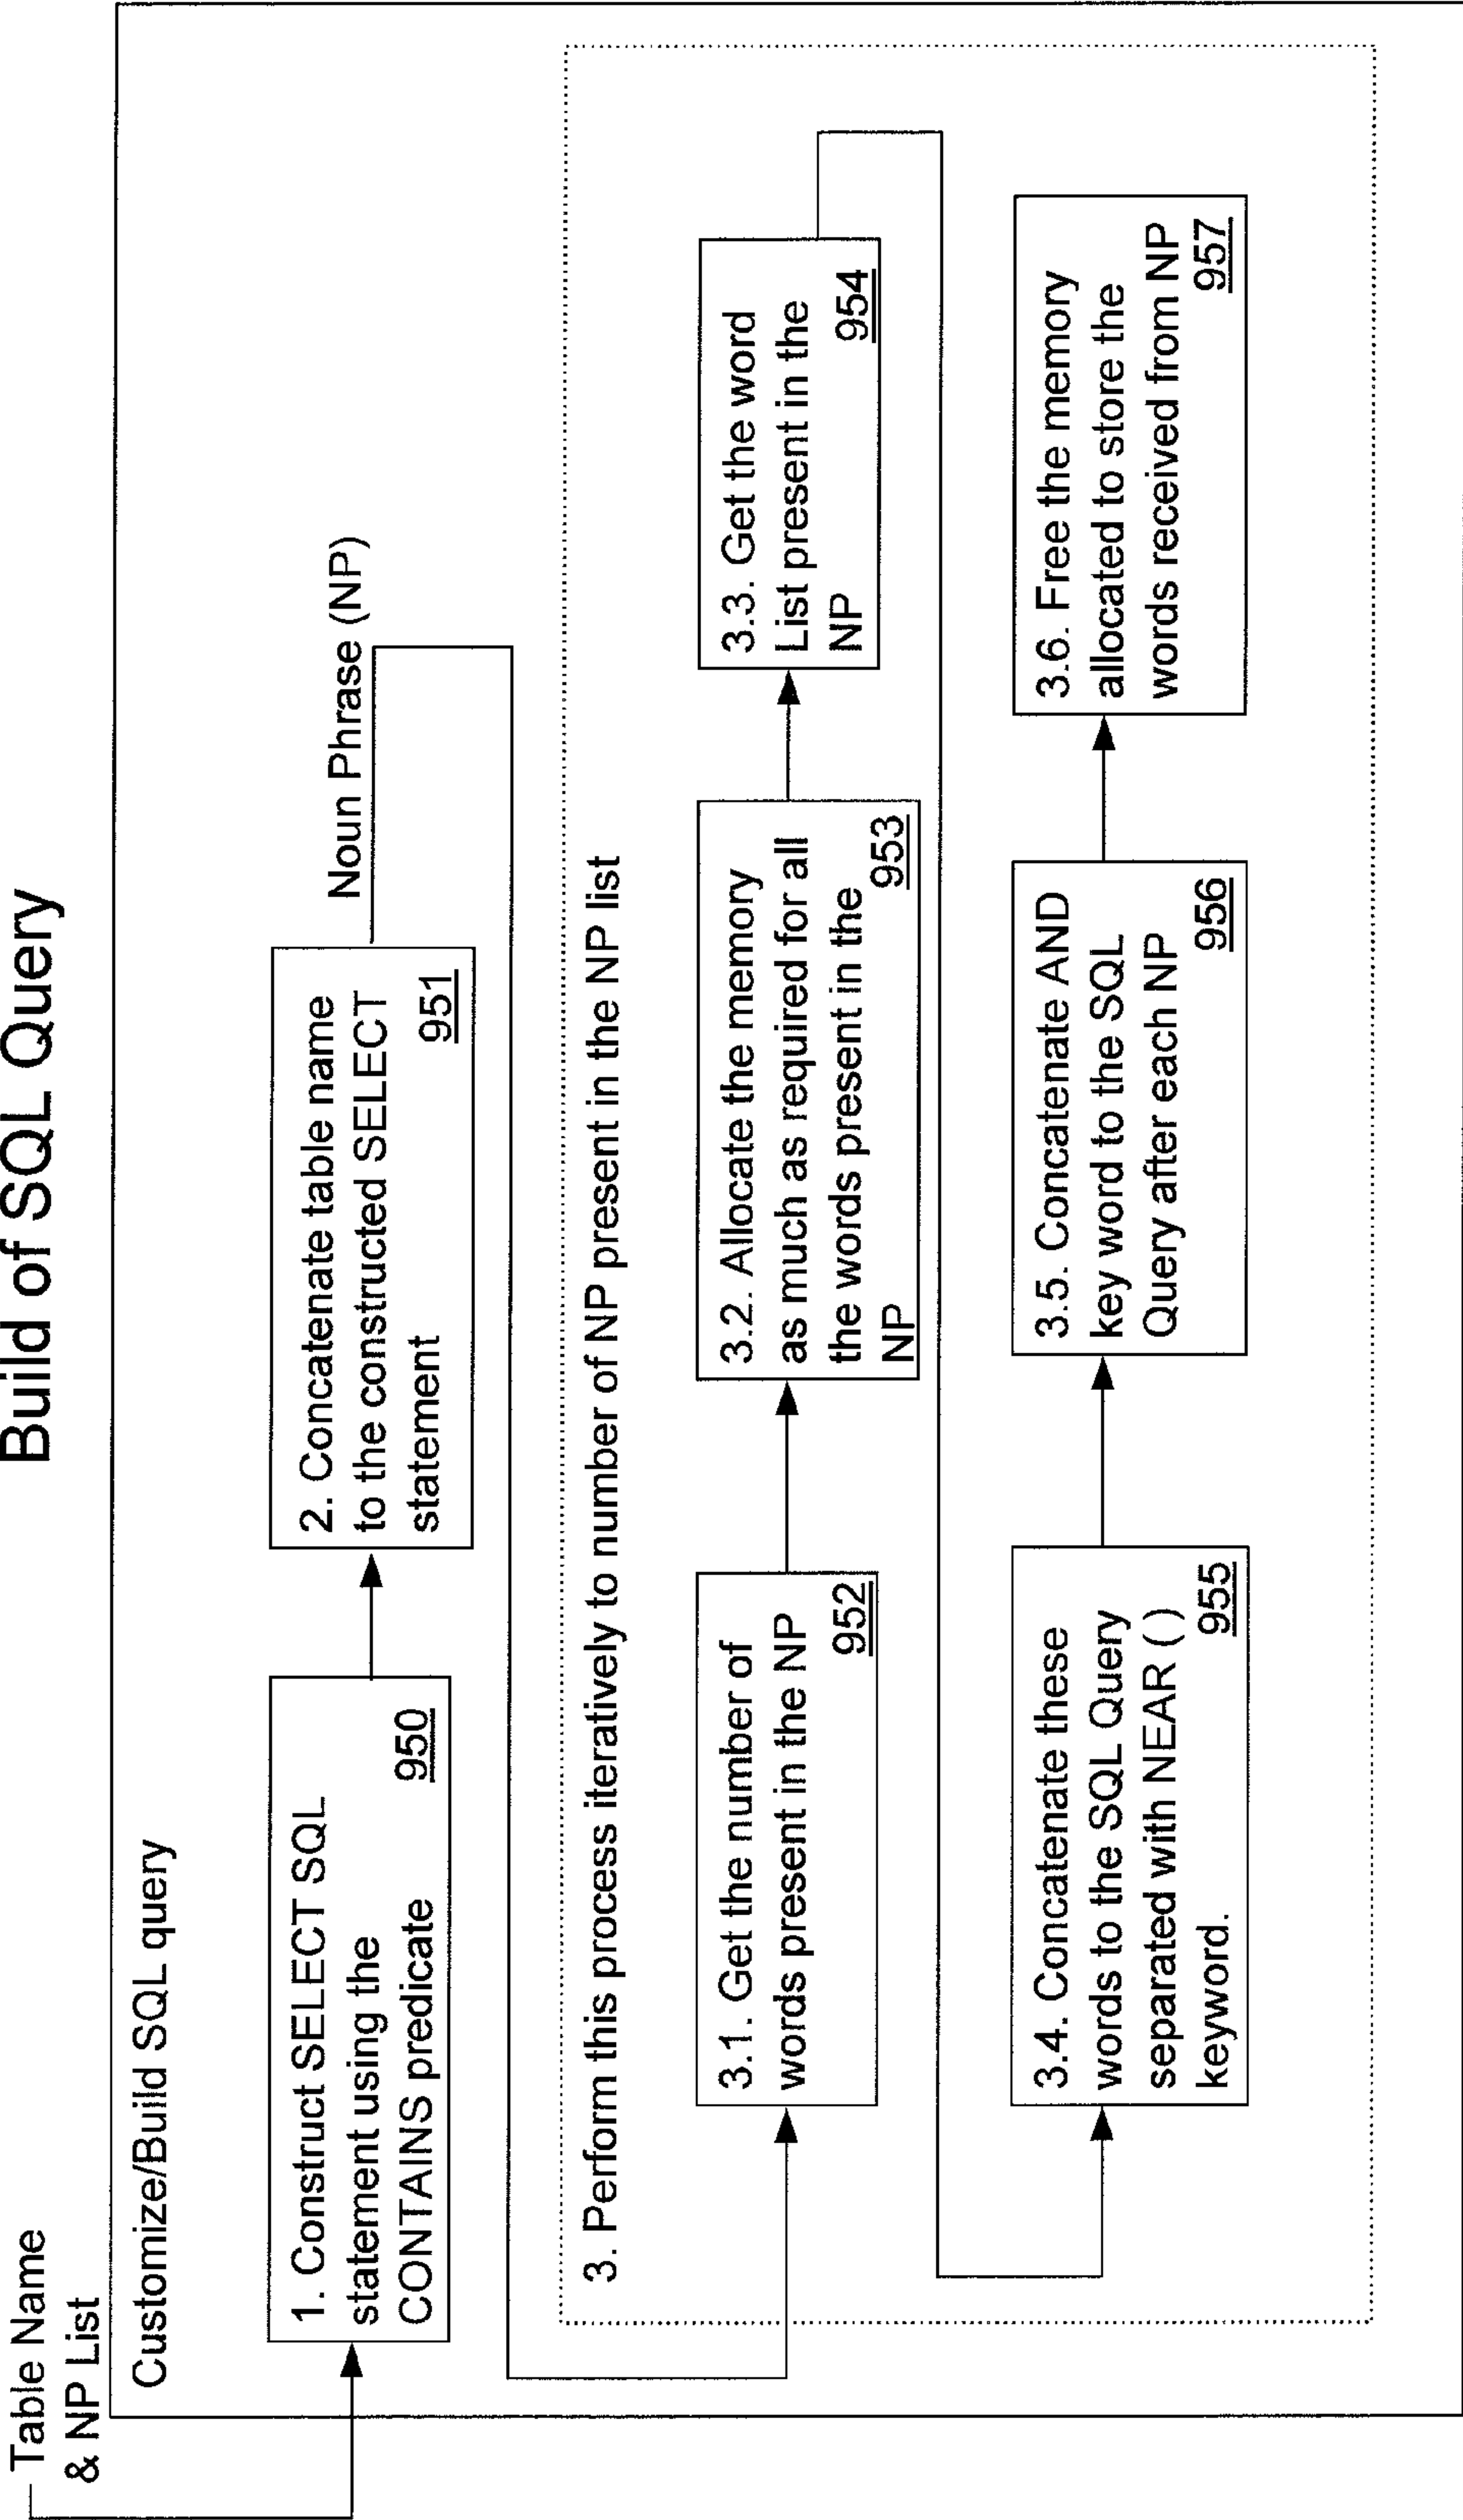 Build of SQL Query
Table Name
& NP List
Customize/Build SQL query
1. Construct SELECT SQL
statement using the
CONTAINS predicate
950
2. Concatenate table name
to the constructed SELECT
statement
951
Noun Phrase (NP)
3. Perform this process iteratively to number of NP present in the NP list
3.1. Get the number of
words present in the NP
952
3.2. Allocate the memory
as much as required for all
the words present in the
NP
953
3.3. Get the word
List present in the
NP
954
3.4. Concatenate these
words to the SQL Query
separated with NEAR ( )
keyword.
955
3.5. Concatenate AND
key word to the SQL
Query after each NP
956
3.6. Free the memory
allocated to store the
words received from NP
957